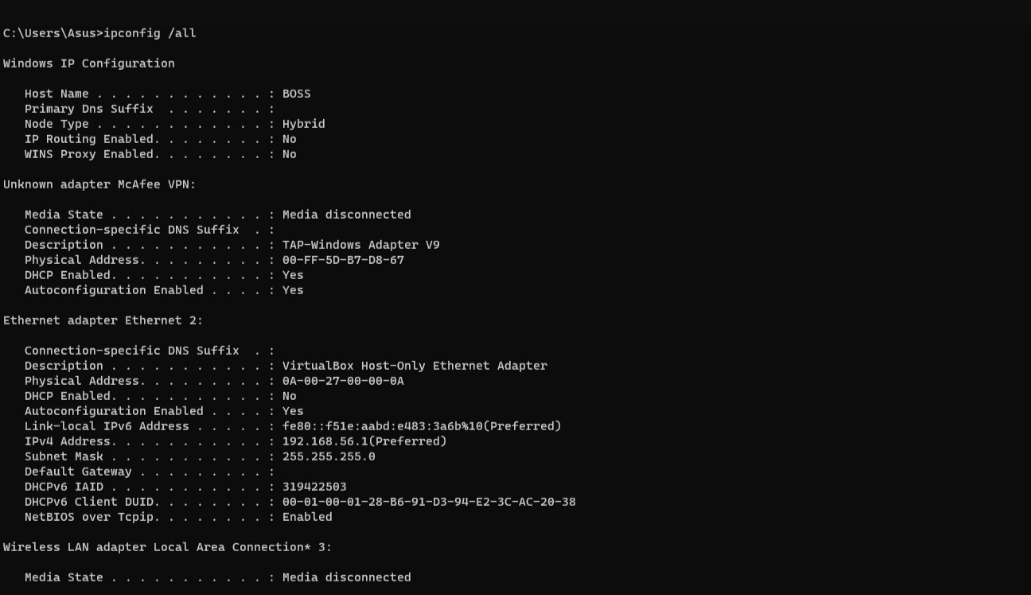 C:\Users\Asus>ipconfig /all
Windows IP Configuration
Host Name . . . . . . . . . . . . : BOSS
Primary Dns Suffix  . . . . . . . :
Node Type . . . . . . . . . . . . : Hybrid
IP Routing Enabled. . . . . . . . : No
WINS Proxy Enabled. . . . . . . . : No
Unknown adapter McAfee VPN:
Media State . . . . . . . . . . . : Media disconnected
Connection-specific DNS Suffix  . :
Description . . . . . . . . . . . : TAP-Windows Adapter V9
Physical Address. . . . . . . . . : 00-FF-5D-B7-D8-67
DHCP Enabled. . . . . . . . . . . : Yes
Autoconfiguration Enabled . . . . : Yes
Ethernet adapter Ethernet 2:
Connection-specific DNS Suffix  . :
Description . . . . . . . . . . . : VirtualBox Host-Only Ethernet Adapter
Physical Address. . . . . . . . . : 0A-00-27-00-00-0A
DHCP Enabled. . . . . . . . . . . : No
Autoconfiguration Enabled . . . . : Yes
Link-local IPv6 Address . . . . . : fe80::f51e:aabd:e483:3a6b%10(Preferred)
IPv4 Address. . . . . . . . . . . : 192.168.56.1(Preferred)
Subnet Mask . . . . . . . . . . . : 255.255.255.0
Default Gateway . . . . . . . . . :
DHCPv6 IAID . . . . . . . . . . . : 319422503
DHCPv6 Client DUID. . . . . . . . : 00-01-00-01-28-B6-91-D3-94-E2-3C-AC-20-38
NetBIOS over Tcpip. . . . . . . . : Enabled
Wireless LAN adapter Local Area Connection* 3:
Media State . . . . . . . . . . . : Media disconnected